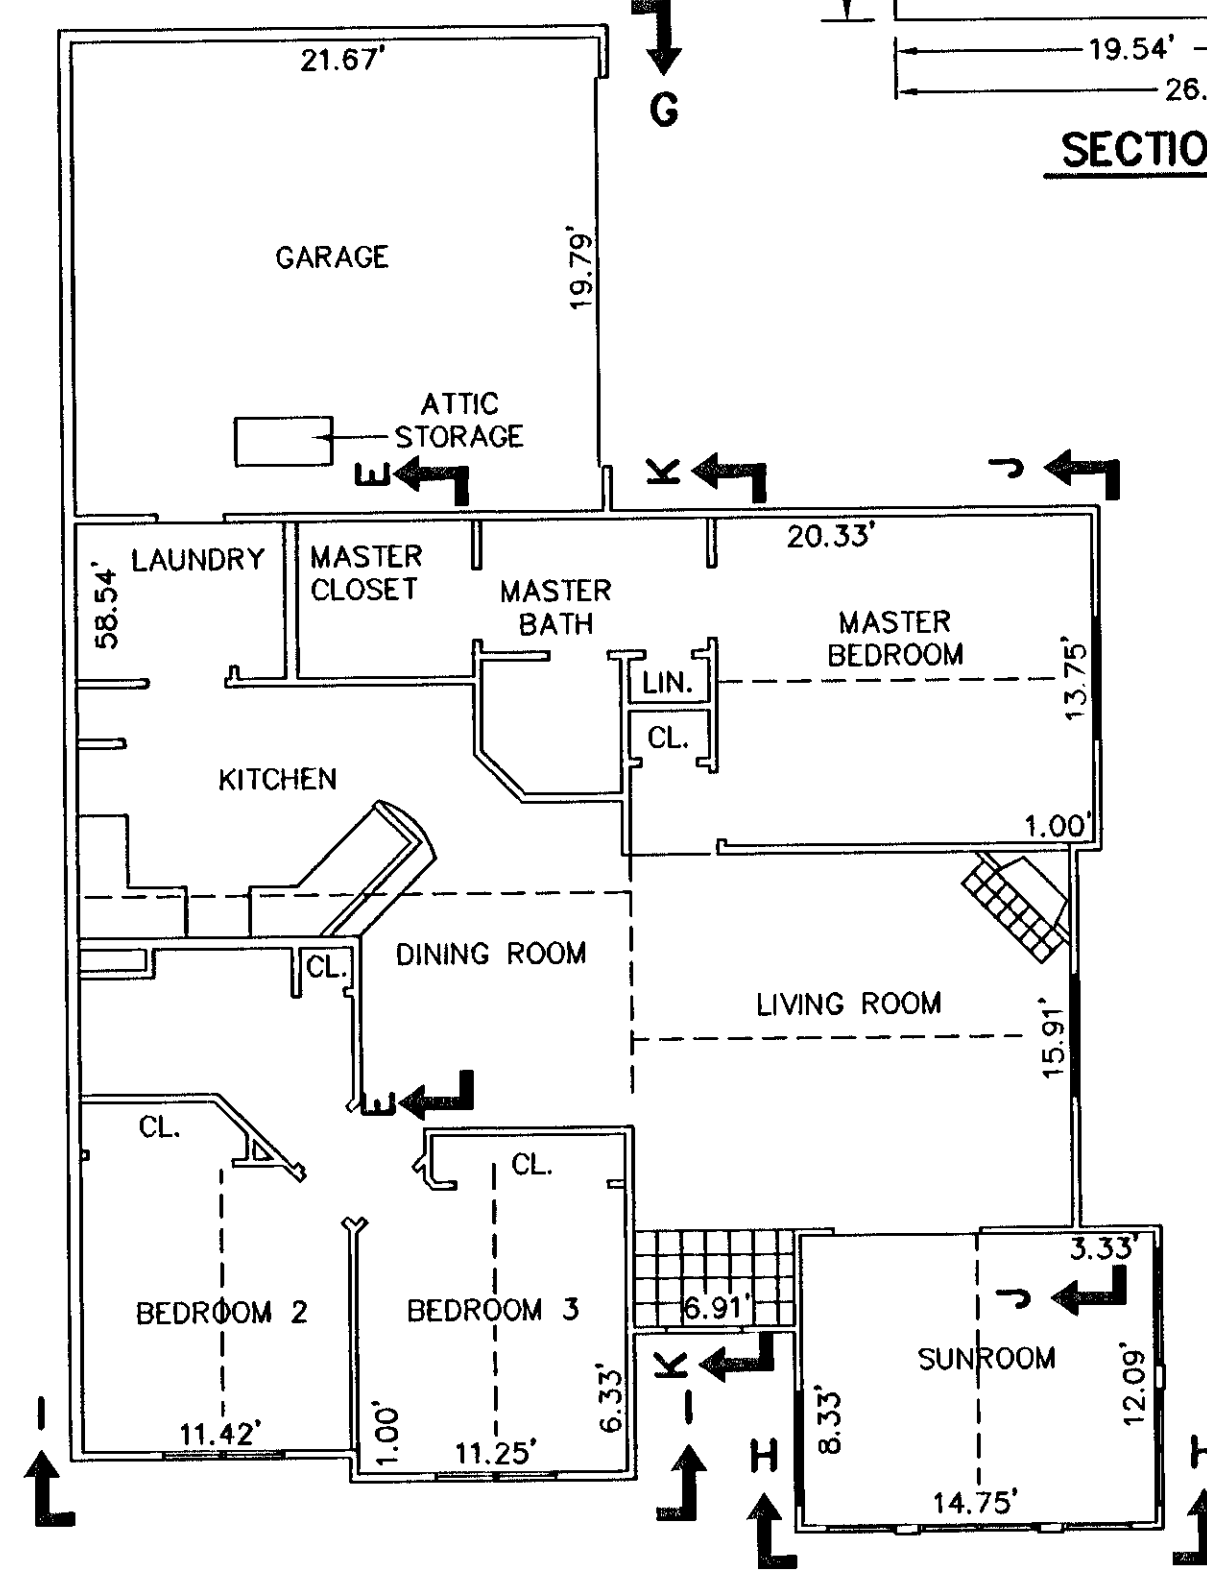 19.54'
26.
G
SECTIO
21.67'
GARAGE
19.79'
ATTIC
STORAGE
E
K
J
LAUNDRY
MASTER
CLOSET
58.54'
MASTER
BATH
20.33'
MASTER
BEDROOM
13.75'
LIN.
CL.
KITCHEN
1.00'
DINING ROOM
CL.
LIVING ROOM
15.91'
E
CL.
CL.
BEDROOM 2
BEDROOM 3
6.91'
3.33'
J
SUNROOM
K
6.33'
8.33'
12.09'
I
11.42'
1.00'
11.25'
I
H
14.75'
H